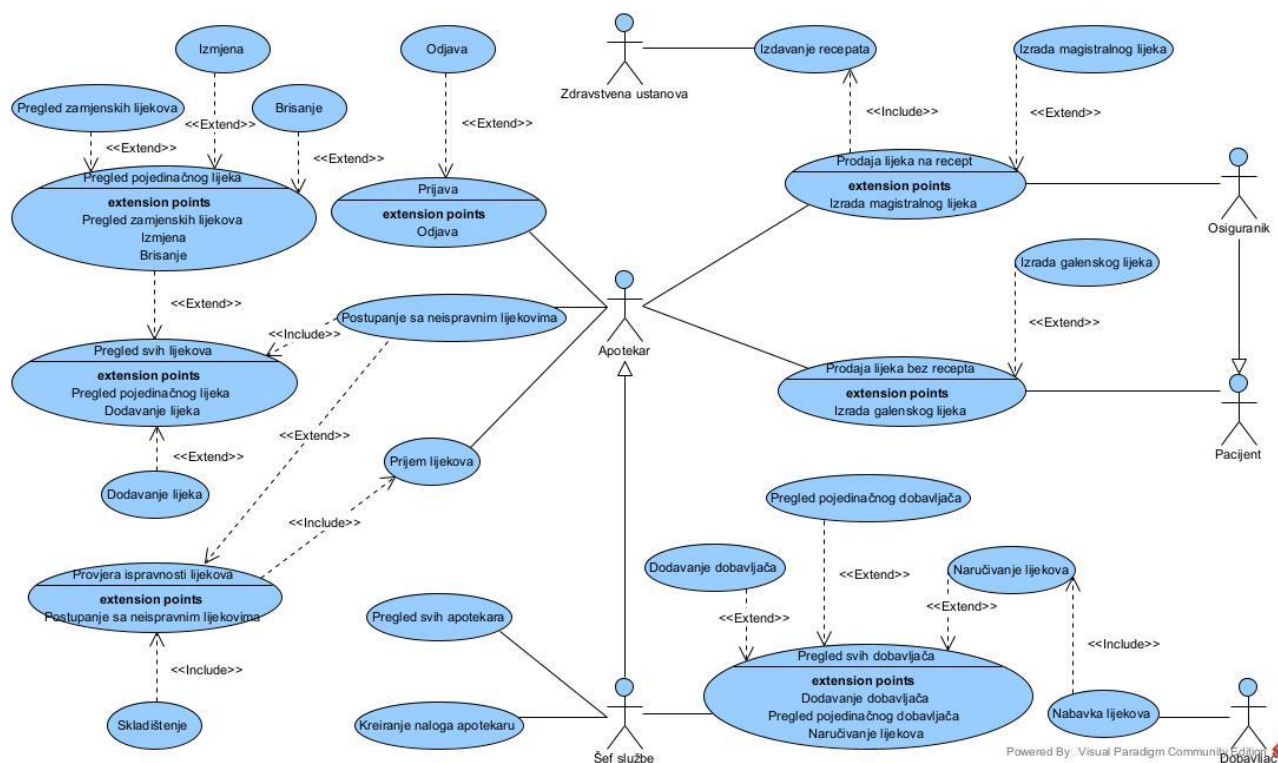 Izmjena
Odjava
Zdravstvena ustanova
Izdavanje recepata
Izrada magistralnog lijeka
Pregled zamjenskih lijekova
Brisanje
<<Extend>>
<<Extend>>
<<Extend>>
<<Extend>>
<<Include>>
<<Extend>>
Pregled pojedinačnog lijeka
extension points
Pregled zamjenskih lijekova
Izmjena
Brisanje
Prijava
extension points
Odjava
Prodaja lijeka na recept
extension points
Izrada magistralnog lijeka
Osiguranik
<<Extend>>
Postupanje sa neispravnim lijekovima
<<Include>>
Apotekar
Izrada galenskog lijeka
<<Extend>>
Pregled svih lijekova
extension points
Pregled pojedinačnog lijeka
Dodavanje lijeka
Prodaja lijeka bez recepta
extension points
Izrada galenskog lijeka
Pacijent
<<Extend>>
<<Extend>>
Prijem lijekova
Dodavanje lijeka
<<Include>>
Pregled pojedinačnog dobavljača
Provjera ispravnosti lijekova
extension points
Postupanje sa neispravnim lijekovima
Dodavanje dobavljača
<<Extend>>
Naručivanje lijekova
<<Extend>>
<<Extend>>
<<Include>>
Pregled svih apotekara
<<Include>>
Pregled svih dobavljača
extension points
Dodavanje dobavljača
Pregled pojedinačnog dobavljača
Naručivanje lijekova
Skladištenje
Kreiranje naloga apotekaru
Šef službe
Nabavka lijekova
Dobavljač
Powered By: Visual Paradigm Community Edition